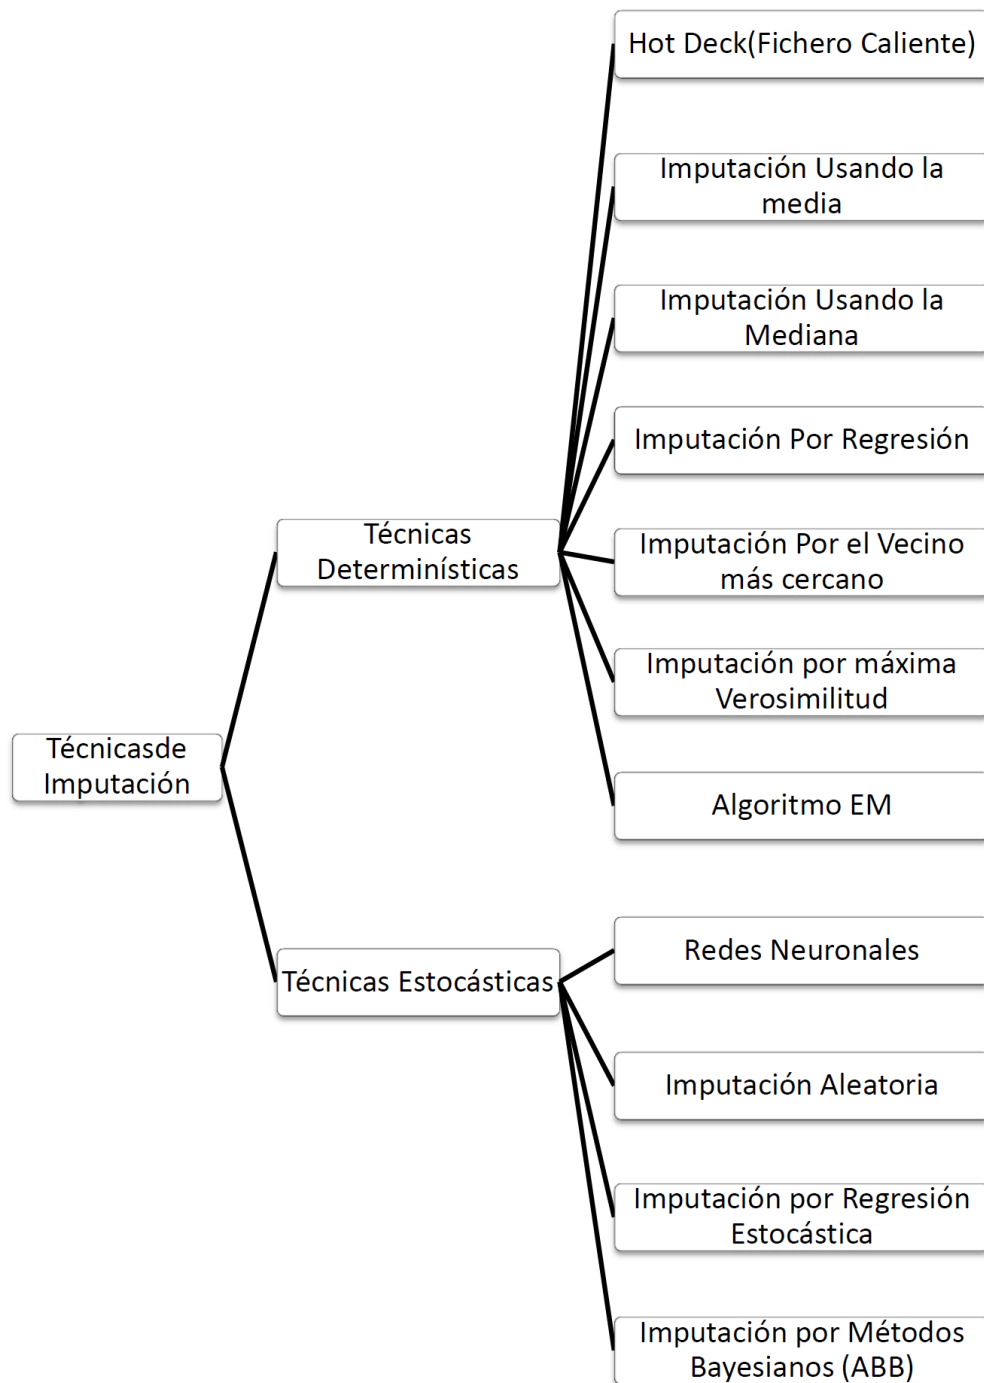 Hot Deck(Fichero Caliente)
Imputación Usando la
media
Imputación Usando la
Mediana
Imputación Por Regresión
Técnicas
Determinísticas
Imputación Por el Vecino
más cercano
Imputación por máxima
Verosimilitud
Técnicasde
Imputación
Algoritmo EM
Redes Neuronales
Técnicas Estocásticas
Imputación Aleatoria
Imputación por Regresión
Estocástica
Imputación por Métodos
Bayesianos (ABB)